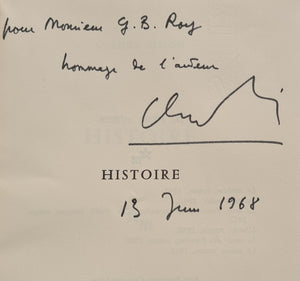 pour Monsieur G. B. Roy
hommage de l'auteur
HISTOIRE
13 Juin 1968